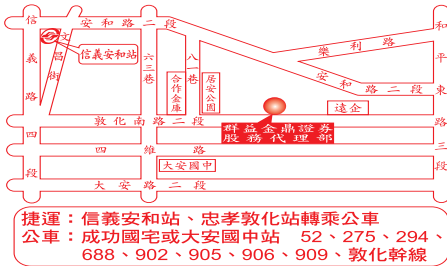 信義路四段
安和路二段
和平東路三段
文昌街
信義安和站
六三巷
八一巷
樂利路
安和路二段
合作金庫
居安公園
遠企
敦化南路二段
群益金鼎證券
股務代理部
四維路
大安國中
大安路二段
捷運：信義安和站、忠孝敦化站轉乘公車
公車：成功國宅或大安國中站 52、275、294、
688、902、905、906、909、敦化幹線